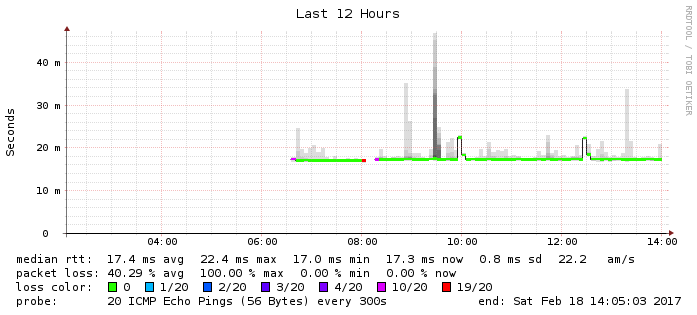 Last 12 Hours
RRDTOOL / TOBI OETIKER
Seconds
40 m
30 m
20 m
10 m
0
04:00 06:00 08:00 10:00 12:00 14:00
median rtt: 17.4 ms avg 22.4 ms max 17.0 ms min 17.3 ms now 0.8 ms sd 22.2 am/s
packet loss: 40.29 % avg 100.00 % max 0.00 % min 0.00 % now
loss color: 0 1/20 2/20 3/20 4/20 10/20 19/20
probe: 20 ICMP Echo Pings (56 Bytes) every 300s end: Sat Feb 18 14:05:03 2017